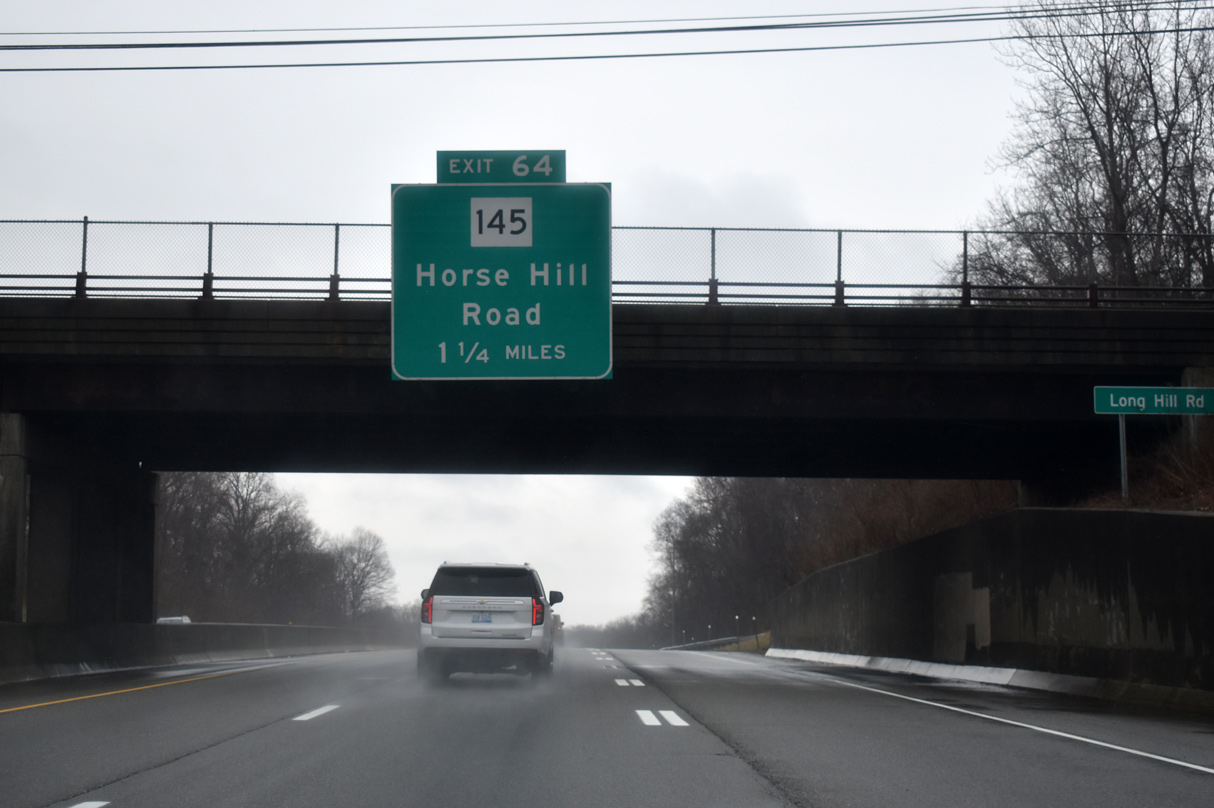 EXIT 64
145
Horse Hill
Road
1 1/4 MILES
Long Hill Rd